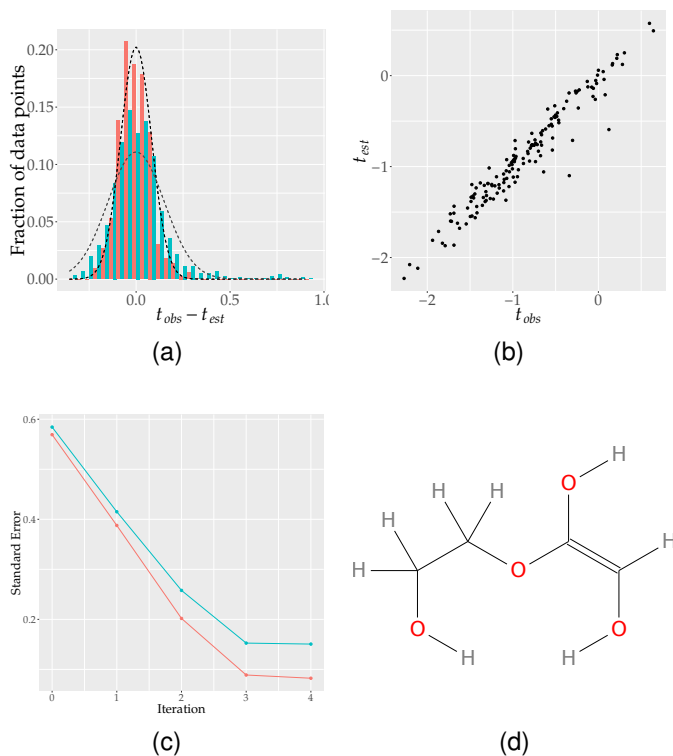 0.20
0.15
0.10
0.05
0.00
Fraction of data points
0.0 0.5 1.0
t_obs − t_est
(a)
0
−1
−2
t_est
−2 −1 0
t_obs
(b)
0.6
0.4
0.2
Standard Error
0 1 2 3 4
Iteration
(c)
H
O
H H
H
H
O
H
O O
H H
(d)